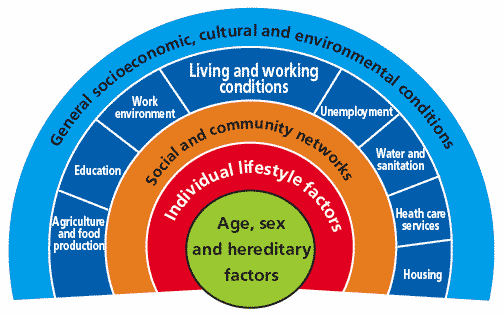 General socioeconomic, cultural and environmental conditions
Living and working
conditions
Work
environment
Unemployment
Education
Water and
sanitation
Agriculture
and food
production
Heath care
services
Housing
Social and community networks
Individual lifestyle factors
Age, sex
and hereditary
factors